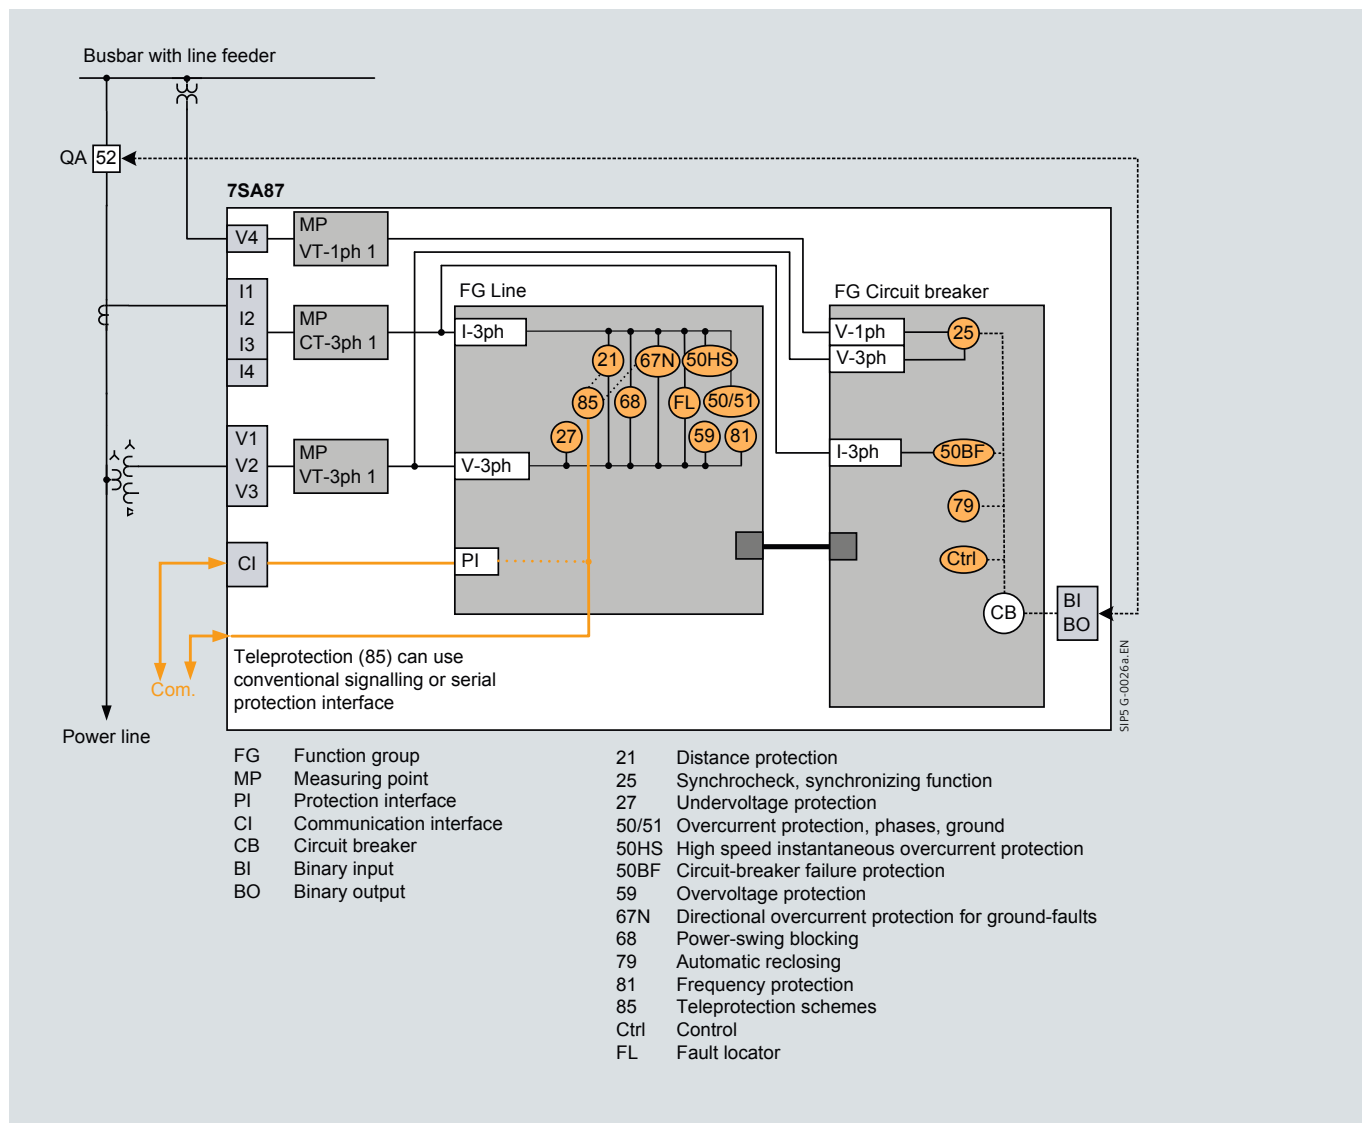 Busbar with line feeder
QA 52
7SA87
V4
MP
VT-1ph 1
I1
I2
I3
I4
MP
CT-3ph 1
V1
V2
V3
MP
VT-3ph 1
CI
FG Line
I-3ph
21
67N
50HS
85
68
FL
50/51
27
59
81
V-3ph
PI
FG Circuit breaker
V-1ph
25
V-3ph
I-3ph
50BF
79
Ctrl
CB
BI
BO
Teleprotection (85) can use
conventional signalling or serial
protection interface
Com.
Power line
SIP5 G-0026a.EN
FG Function group
MP Measuring point
PI Protection interface
CI Communication interface
CB Circuit breaker
BI Binary input
BO Binary output
21 Distance protection
25 Synchrocheck, synchronizing function
27 Undervoltage protection
50/51 Overcurrent protection, phases, ground
50HS High speed instantaneous overcurrent protection
50BF Circuit-breaker failure protection
59 Overvoltage protection
67N Directional overcurrent protection for ground-faults
68 Power-swing blocking
79 Automatic reclosing
81 Frequency protection
85 Teleprotection schemes
Ctrl Control
FL Fault locator